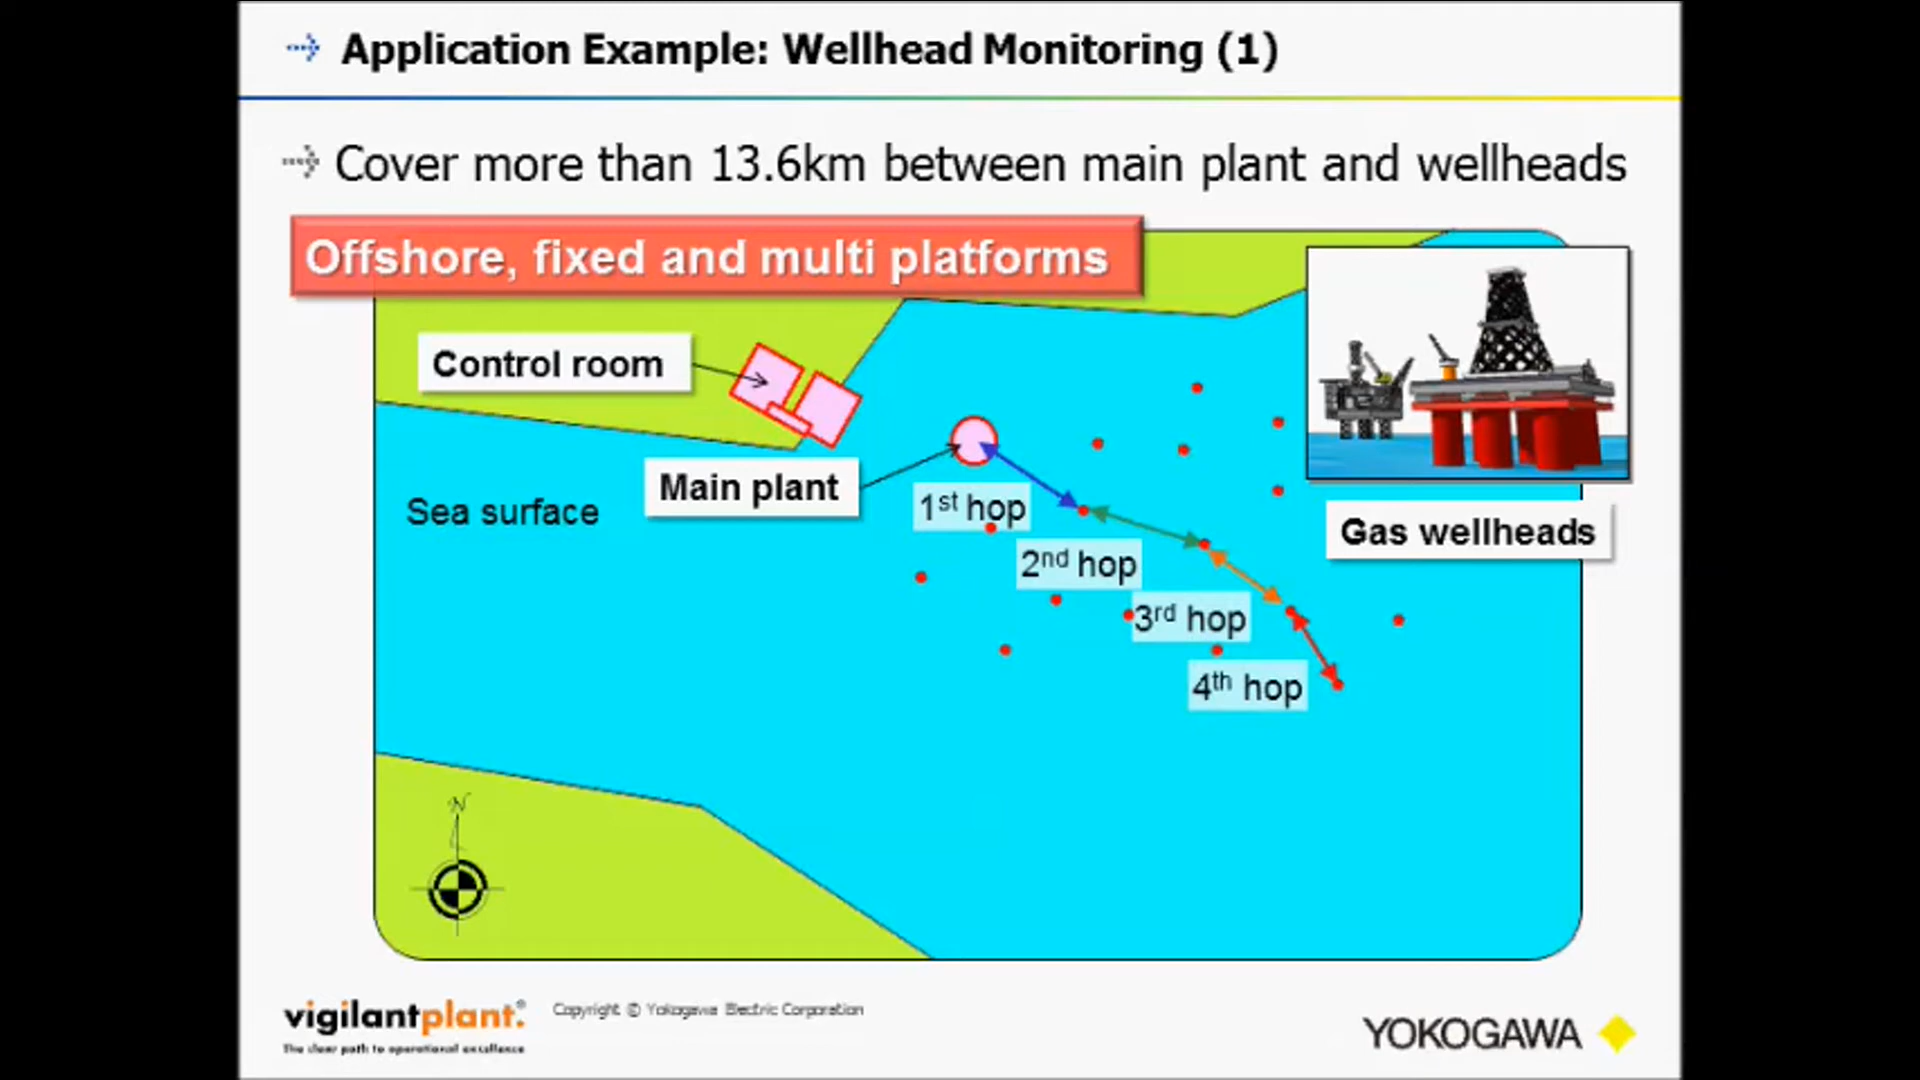 Application Example: Wellhead Monitoring (1)
Cover more than 13.6km between main plant and wellheads
Offshore, fixed and multi platforms
Control room
Main plant
Sea surface
1st hop
2nd hop
3rd hop
4th hop
Gas wellheads
N
vigilantplant.®
The clear path to operational excellence
Copyright © Yokogawa Electric Corporation
YOKOGAWA